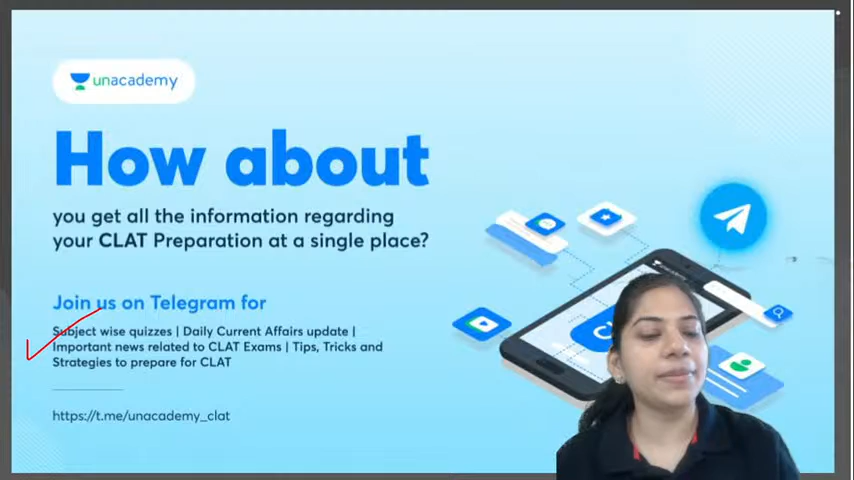 unacademy
How about
you get all the information regarding
your CLAT Preparation at a single place?
Join us on Telegram for
Subject wise quizzes | Daily Current Affairs update |
Important news related to CLAT Exams | Tips, Tricks and
Strategies to prepare for CLAT
https://t.me/unacademy_clat